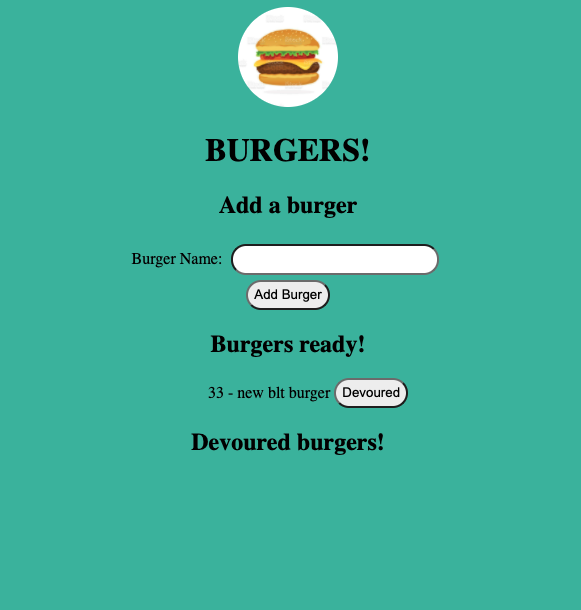 BURGERS!
Add a burger
Burger Name:
Add Burger
Burgers ready!
33 - new blt burger Devoured
Devoured burgers!